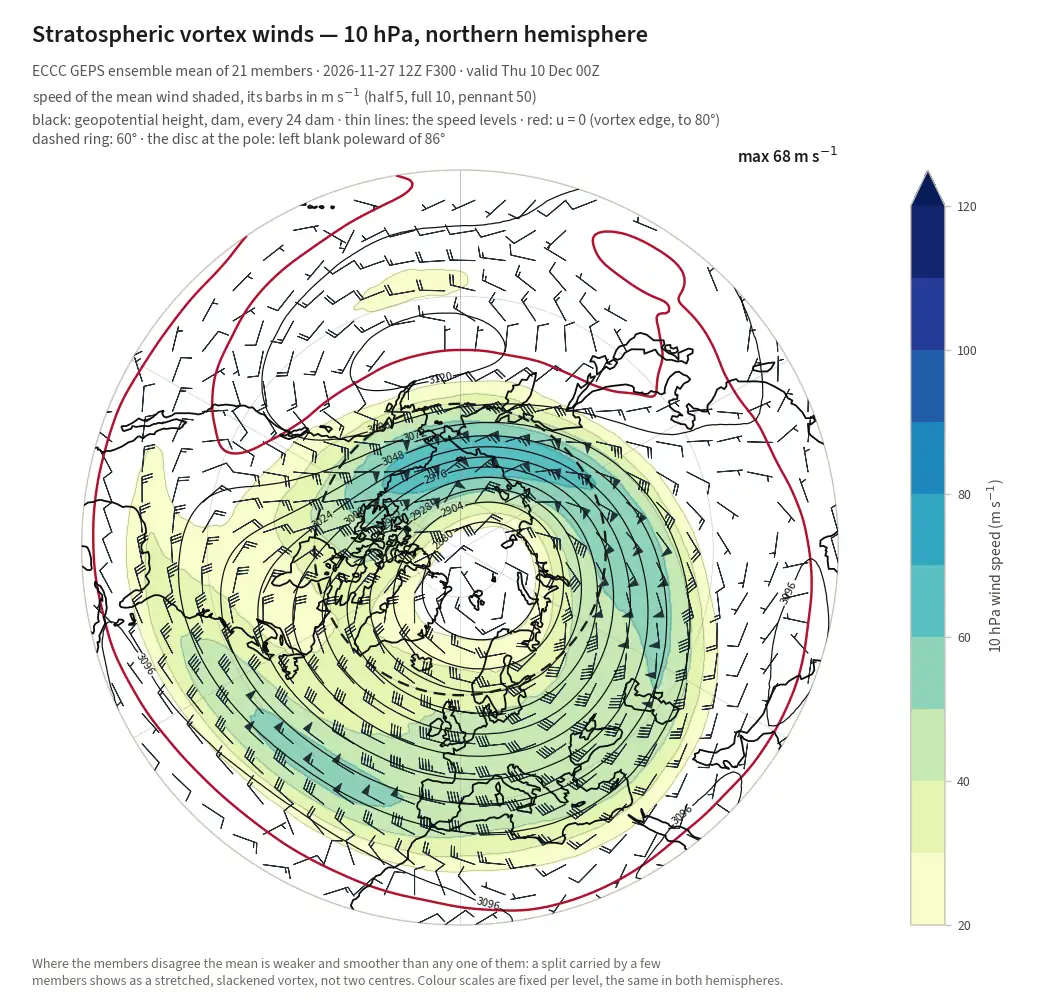 Stratospheric vortex winds — 10 hPa, northern hemisphere
ECCC GEPS ensemble mean of 21 members · 2026-11-27 12Z F300 · valid Thu 10 Dec 00Z
speed of the mean wind shaded, its barbs in m s⁻¹ (half 5, full 10, pennant 50)
black: geopotential height, dam, every 24 dam · thin lines: the speed levels · red: u = 0 (vortex edge, to 80°)
dashed ring: 60° · the disc at the pole: left blank poleward of 86°
max 68 m s⁻¹
120
100
80
60
40
20
10 hPa wind speed (m s⁻¹)
3120
3048
2976
3024
2928
2904
3096
3096
3096
3096
Where the members disagree the mean is weaker and smoother than any one of them: a split carried by a few
members shows as a stretched, slackened vortex, not two centres. Colour scales are fixed per level, the same in both hemispheres.